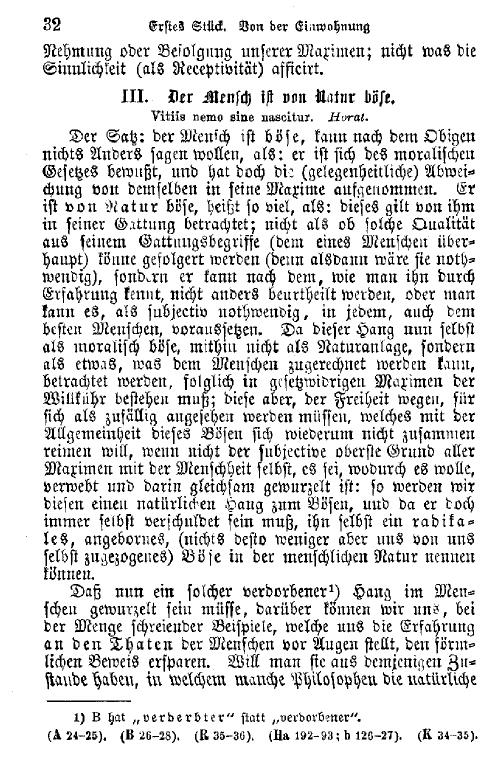 32 Erstes Stück. Von der Einwohnung
Nehmung oder Befolgung unserer Maximen; nicht was die
Sinnlichkeit (als Receptivität) afficirt.
III. Der Mensch ist von Natur böse.
Vitiis nemo sine nascitur. Horat.
Der Satz: der Mensch ist böse, kann nach dem Obigen
nichts Anders sagen wollen, als: er ist sich des moralischen
Gesetzes bewußt, und hat doch die (gelegenheitliche) Abwei-
chung von demselben in seine Maxime aufgenommen. Er
ist von Natur böse, heißt so viel, als: dieses gilt von ihm
in seiner Gattung betrachtet; nicht als ob solche Qualität
aus seinem Gattungsbegriffe (dem eines Menschen über-
haupt) könne gefolgert werden (denn alsdann wäre sie noth-
wendig), sondern er kann nach dem, wie man ihn durch
Erfahrung kennt, nicht anders beurtheilt werden, oder man
kann es, als subjectiv nothwendig, in jedem, auch dem
besten Menschen, voraussetzen. Da dieser Hang nun selbst
als moralisch böse, mithin nicht als Naturanlage, sondern
als etwas, was dem Menschen zugerechnet werden kann,
betrachtet werden, folglich in gesetzwidrigen Maximen der
Willkühr bestehen muß; diese aber, der Freiheit wegen, für
sich als zufällig angesehen werden müssen, welches mit der
Allgemeinheit dieses Bösen sich wiederum nicht zusammen
reimen will, wenn nicht der subjective oberste Grund aller
Maximen mit der Menschheit selbst, es sei, wodurch es wolle,
verwebt und darin gleichsam gewurzelt ist: so werden wir
diesen einen natürlichen Hang zum Bösen, und da er doch
immer selbst verschuldet sein muß, ihn selbst ein radika-
les, angebornes, (nichts desto weniger aber uns von uns
selbst zugezogenes) Böse in der menschlichen Natur nennen
können.
Daß nun ein solcher verdorbener¹) Hang im Men-
schen gewurzelt sein müsse, darüber können wir uns, bei
der Menge schreiender Beispiele, welche uns die Erfahrung
an den Thaten der Menschen vor Augen stellt, den förm-
lichen Beweis ersparen. Will man sie aus demjenigen Zu-
stande haben, in welchem manche Philosophen die natürliche
1) B hat „verderbter“ statt „verdorbener“.
(A 24-25). (B 26-28). (R 35-36). (Ha 192-93; h 126-27). (K 34-35).